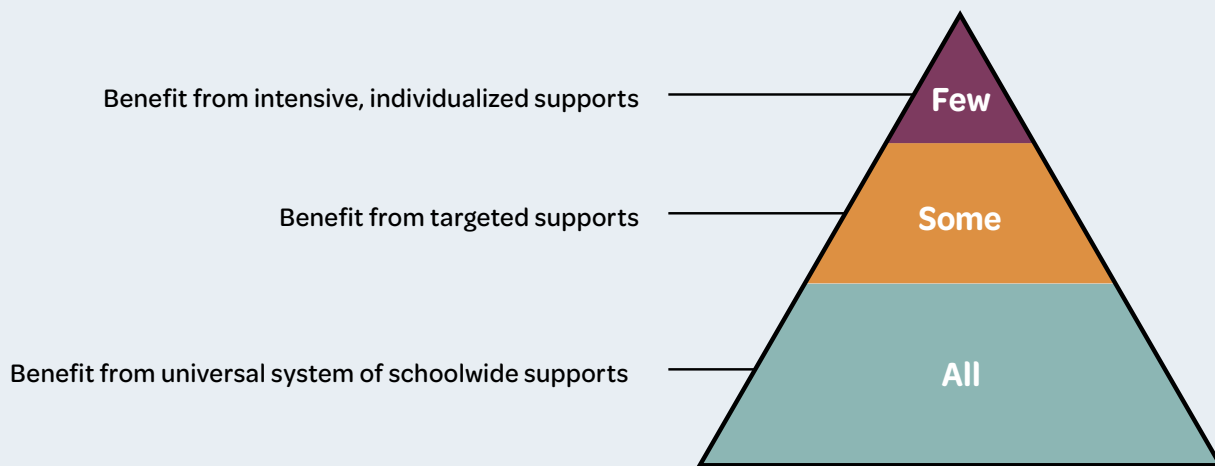 Benefit from intensive, individualized supports
Few
Benefit from targeted supports
Some
Benefit from universal system of schoolwide supports
All